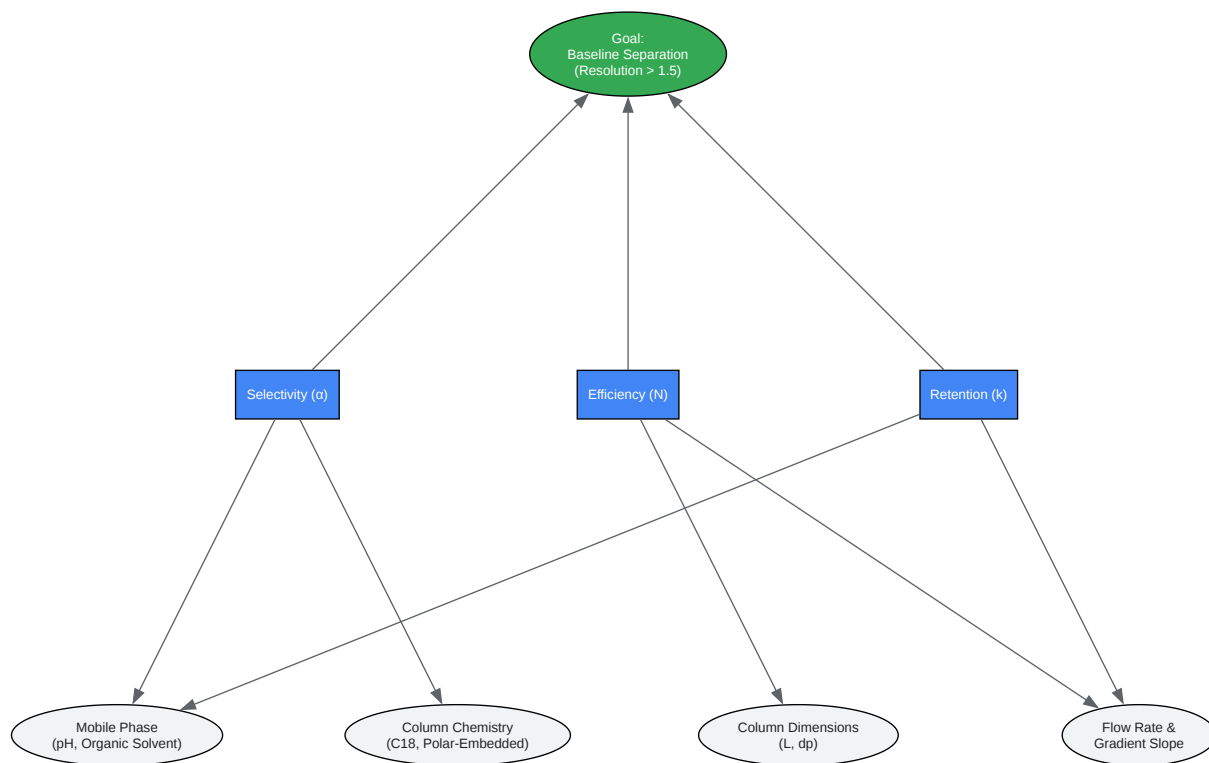 Goal:
Baseline Separation
(Resolution > 1.5)
Selectivity (α)
Efficiency (N)
Retention (k)
Mobile Phase
(pH, Organic Solvent)
Column Chemistry
(C18, Polar-Embedded)
Column Dimensions
(L, dp)
Flow Rate &
Gradient Slope